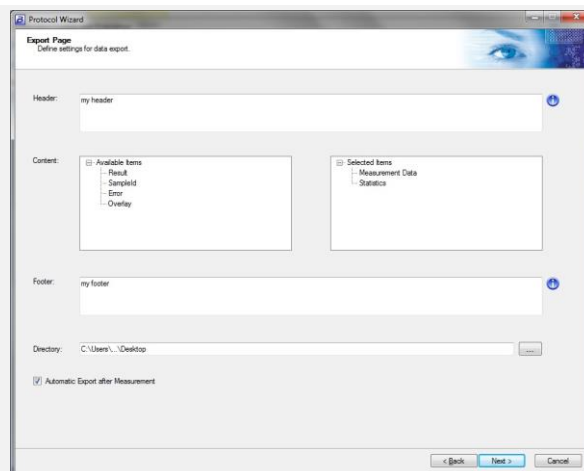 Protocol Wizard
Export Page
Define settings for data export.
Header:
my header
Content:
Available Items
Result
SampleId
Error
Overlay
Selected Items
Measurement Data
Statistics
Footer:
my footer
Directory:
C:\Users\...\Desktop
...
Automatic Export after Measurement
< Back
Next >
Cancel